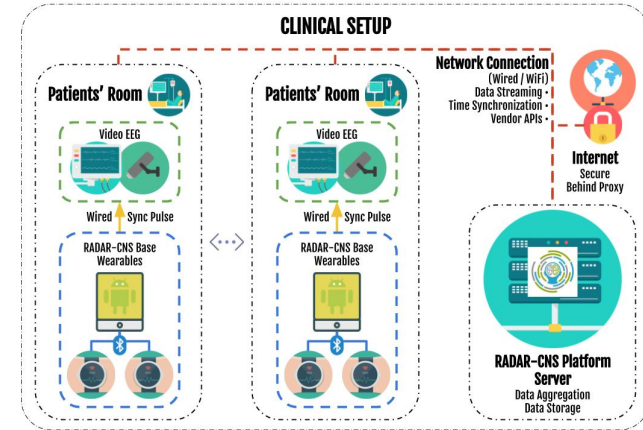 CLINICAL SETUP
Patients' Room
Video EEG
Wired
Sync Pulse
RADAR-CNS Base
Wearables
Patients' Room
Video EEG
Wired
Sync Pulse
RADAR-CNS Base
Wearables
Network Connection
(Wired / WiFi)
Data Streaming •
Time Synchronization •
Vendor APIs •
Internet
Secure
Behind Proxy
RADAR-CNS Platform
Server
Data Aggregation
Data Storage